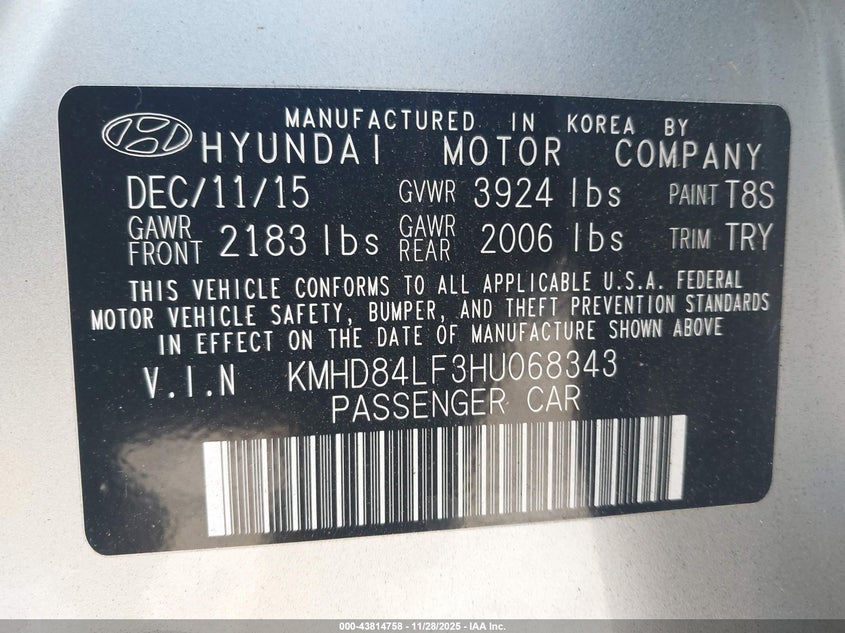 MANUFACTURED IN KOREA BY
HYUNDAI MOTOR COMPANY
DEC/11/15 GVWR 3924 lbs PAINT T8S
GAWR FRONT 2183 lbs GAWR REAR 2006 lbs TRIM TRY
THIS VEHICLE CONFORMS TO ALL APPLICABLE U.S.A. FEDERAL
MOTOR VEHICLE SAFETY, BUMPER, AND THEFT PREVENTION STANDARDS
IN EFFECT ON THE DATE OF MANUFACTURE SHOWN ABOVE
V.I.N KMHD84LF3HU068343
PASSENGER CAR
000-43814758 - 11/28/2025 - IAA Inc.